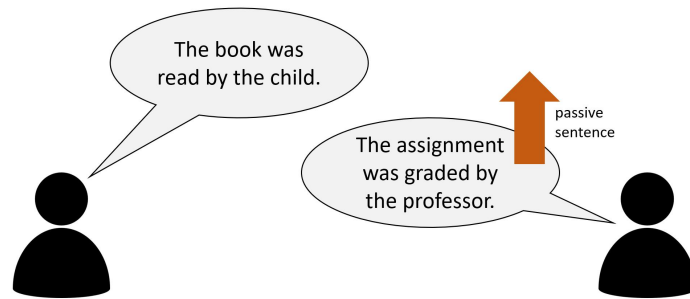 The book was
read by the child.
passive
sentence
The assignment
was graded by
the professor.